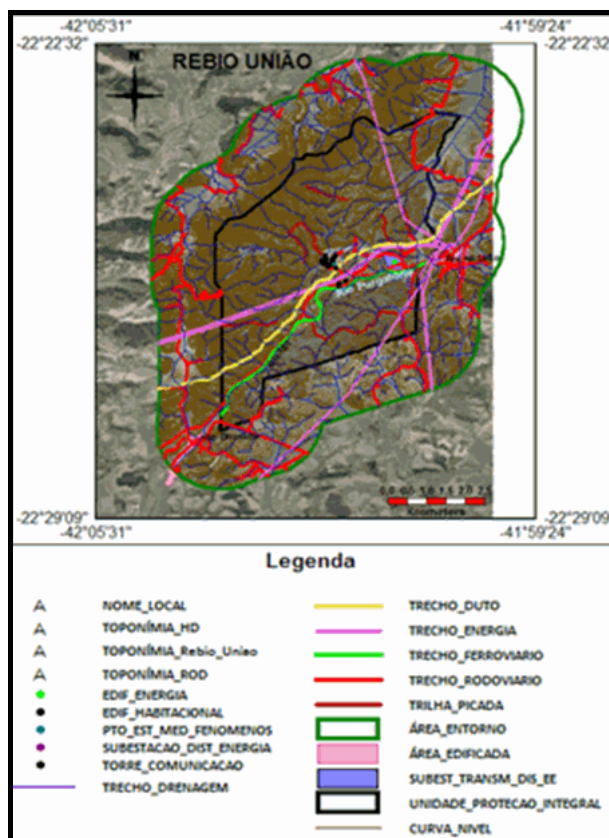 -42°05'31" -41°59'24"
-22°22'32" -22°22'32"
REBIO UNIÃO
N
Kilometers
-22°29'09" -22°29'09"
-42°05'31" -41°59'24"
Legenda
A NOME_LOCAL
A TOPONÍMIA_HD
A TOPONÍMIA_Rebio_Uniao
A TOPONÍMIA_ROD
EDIF_ENERGIA
EDIF_HABITACIONAL
PTO_EST_MED_FENOMENOS
SUBESTACAO_DIST_ENERGIA
TORRE_COMUNICACAO
TRECHO_DRENAGEM
TRECHO_DUTO
TRECHO_ENERGIA
TRECHO_FERROVIARIO
TRECHO_RODOVIARIO
TRILHA_PICADA
ÁREA_ENTORNO
ÁREA_EDIFICADA
SUBEST_TRANSM_DIS_EE
UNIDADE_PROTECAO_INTEGRAL
CURVA_NIVEL